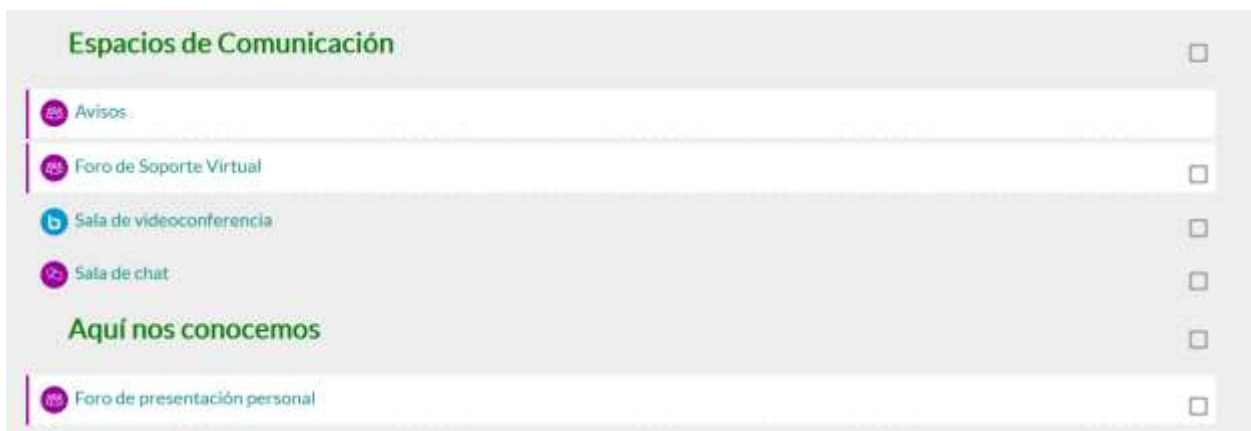 Espacios de Comunicación
Avisos
Foro de Soporte Virtual
Sala de videoconferencia
Sala de chat
Aquí nos conocemos
Foro de presentación personal